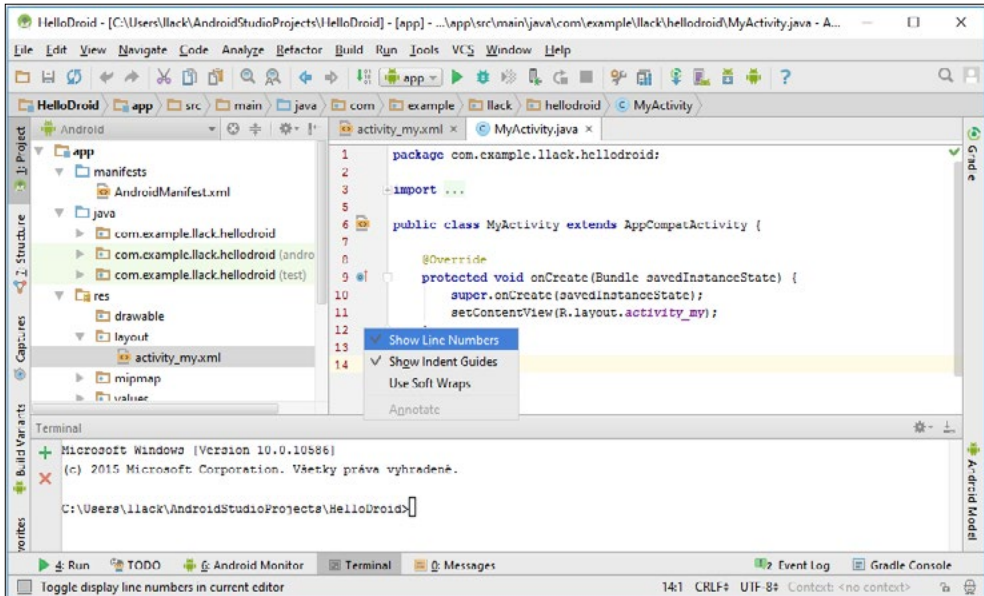 HelloDroid - [C:\Users\llack\AndroidStudioProjects\HelloDroid] - [app] - ...\app\src\main\java\com\example\llack\hellodroid\MyActivity.java - A...
File Edit View Navigate Code Analyze Refactor Build Run Tools VCS Window Help
app
HelloDroid app src main java com example llack hellodroid MyActivity
Android
activity_my.xml MyActivity.java
1: Project
Z: Structure
Captures
Build Variants
Gradle
Android Model
app
manifests
AndroidManifest.xml
java
com.example.llack.hellodroid
com.example.llack.hellodroid (andro
com.example.llack.hellodroid (test)
res
drawable
layout
activity_my.xml
mipmap
values
1 package com.example.llack.hellodroid;
2
3 import ...
5
6 public class MyActivity extends AppCompatActivity {
7
8 @Override
9 protected void onCreate(Bundle savedInstanceState) {
10 super.onCreate(savedInstanceState);
11 setContentView(R.layout.activity_my);
12
13
14
Show Line Numbers
Show Indent Guides
Use Soft Wraps
Annotate
Terminal
Microsoft Windows [Version 10.0.10586]
(c) 2015 Microsoft Corporation. Všetky práva vyhradené.
C:\Users\llack\AndroidStudioProjects\HelloDroid>
4: Run TODO 6: Android Monitor Terminal 0: Messages 2 Event Log Gradle Console
Toggle display line numbers in current editor 14:1 CRLF UTF-8 Context: <no context>